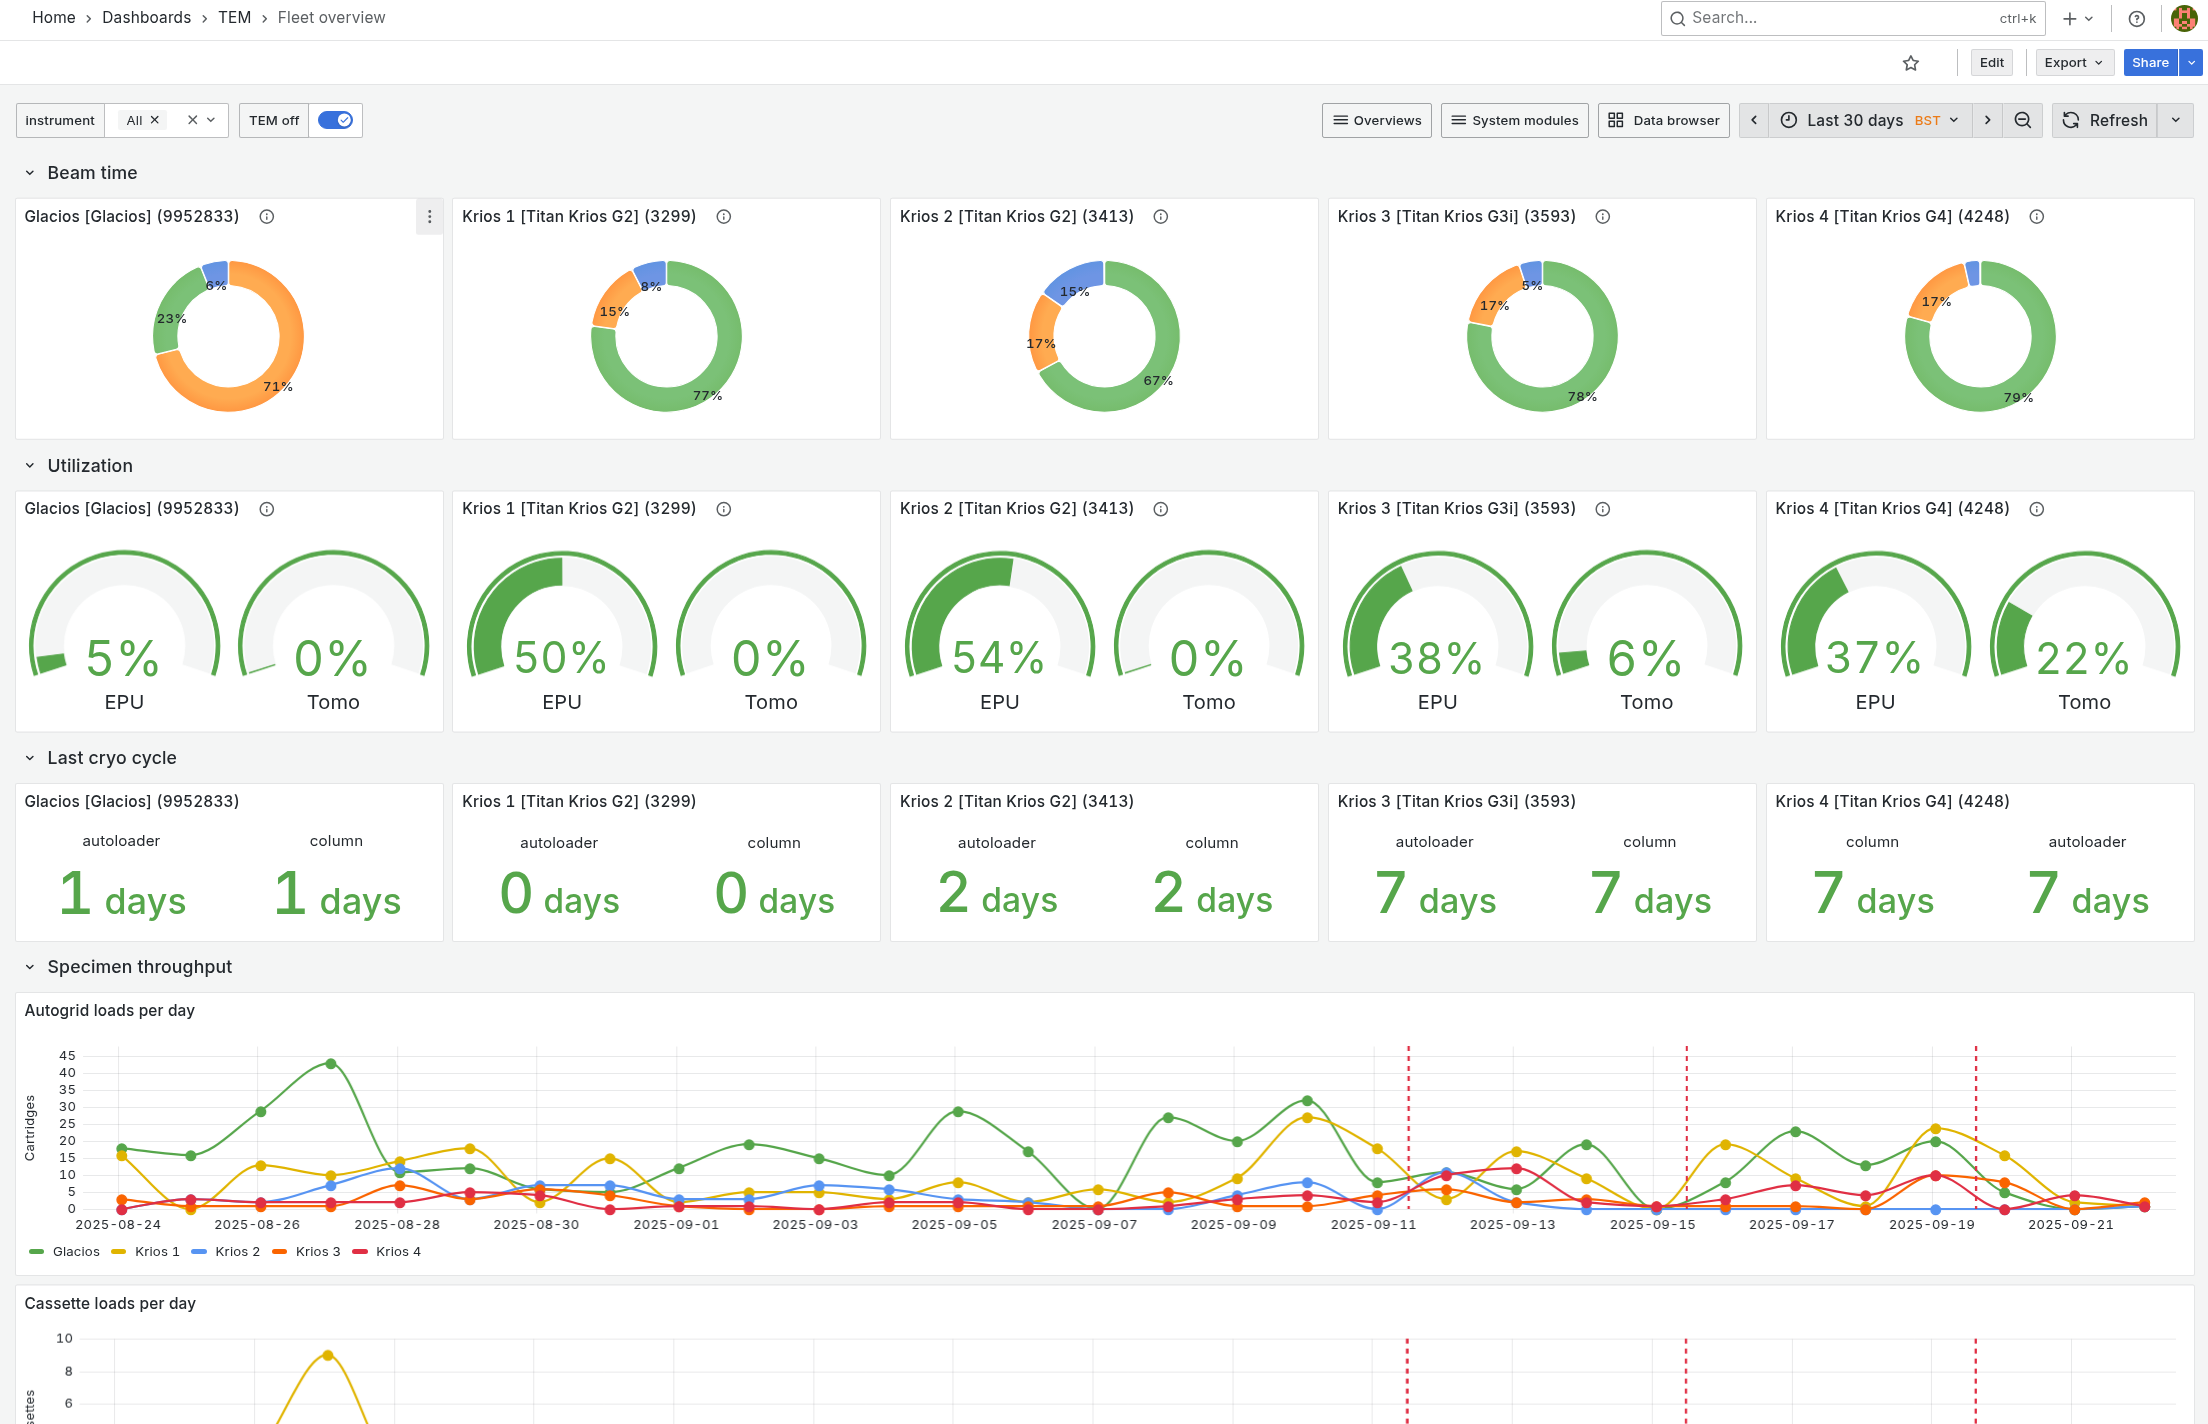 Home › Dashboards › TEM › Fleet overview
Search... ctrl+k
Edit Export Share
instrument All TEM off
Overviews System modules Data browser Last 30 days BST Refresh
Beam time
Glacios [Glacios] (9952833) Krios 1 [Titan Krios G2] (3299) Krios 2 [Titan Krios G2] (3413) Krios 3 [Titan Krios G3i] (3593) Krios 4 [Titan Krios G4] (4248)
6% 23% 71%
8% 15% 77%
15% 17% 67%
5% 17% 78%
17% 79%
Utilization
Glacios [Glacios] (9952833) Krios 1 [Titan Krios G2] (3299) Krios 2 [Titan Krios G2] (3413) Krios 3 [Titan Krios G3i] (3593) Krios 4 [Titan Krios G4] (4248)
5% 0% 50% 0% 54% 0% 38% 6% 37% 22%
EPU Tomo EPU Tomo EPU Tomo EPU Tomo EPU Tomo
Last cryo cycle
Glacios [Glacios] (9952833) Krios 1 [Titan Krios G2] (3299) Krios 2 [Titan Krios G2] (3413) Krios 3 [Titan Krios G3i] (3593) Krios 4 [Titan Krios G4] (4248)
autoloader column autoloader column autoloader column autoloader column column autoloader
1 days 1 days 0 days 0 days 2 days 2 days 7 days 7 days 7 days 7 days
Specimen throughput
Autogrid loads per day
Cartridges
45
40
35
30
25
20
15
10
5
0
2025-08-24 2025-08-26 2025-08-28 2025-08-30 2025-09-01 2025-09-03 2025-09-05 2025-09-07 2025-09-09 2025-09-11 2025-09-13 2025-09-15 2025-09-17 2025-09-19 2025-09-21
Glacios Krios 1 Krios 2 Krios 3 Krios 4
Cassette loads per day
10
8
6